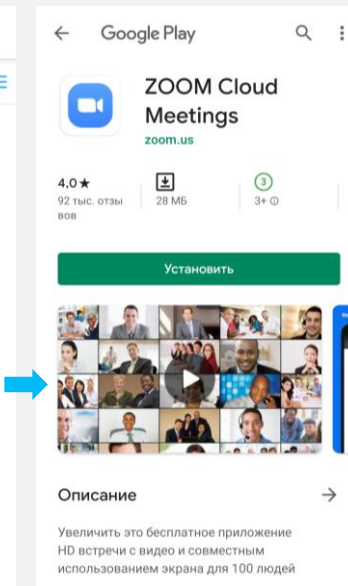 Google Play
ZOOM Cloud
Meetings
zoom.us
4,0★
92 тыс. отзы
вов
28 МБ
3
3+
Установить
Описание
Увеличить это бесплатное приложение
HD встречи с видео и совместным
использованием экрана для 100 людей